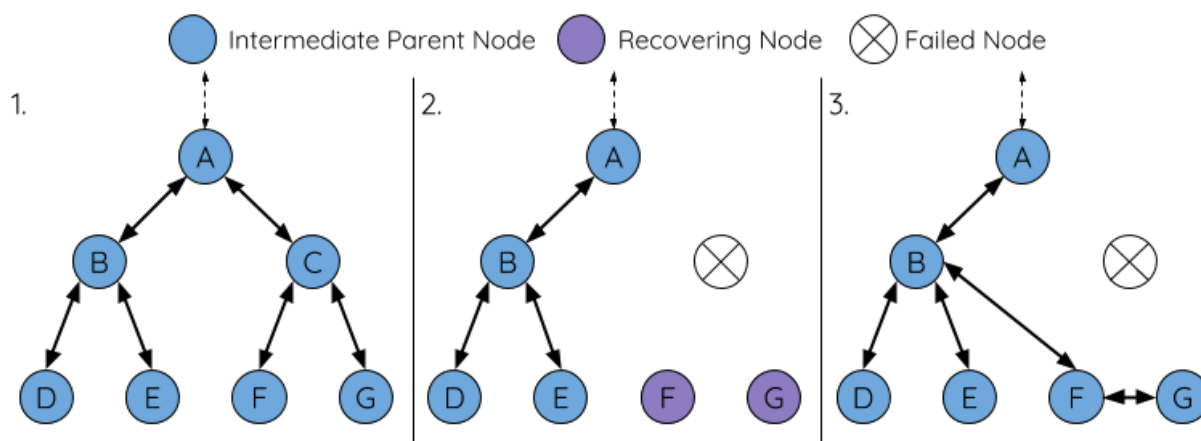 Intermediate Parent Node Recovering Node Failed Node
1. 2. 3.
A A A
B C B B
D E F G D E F G D E F G